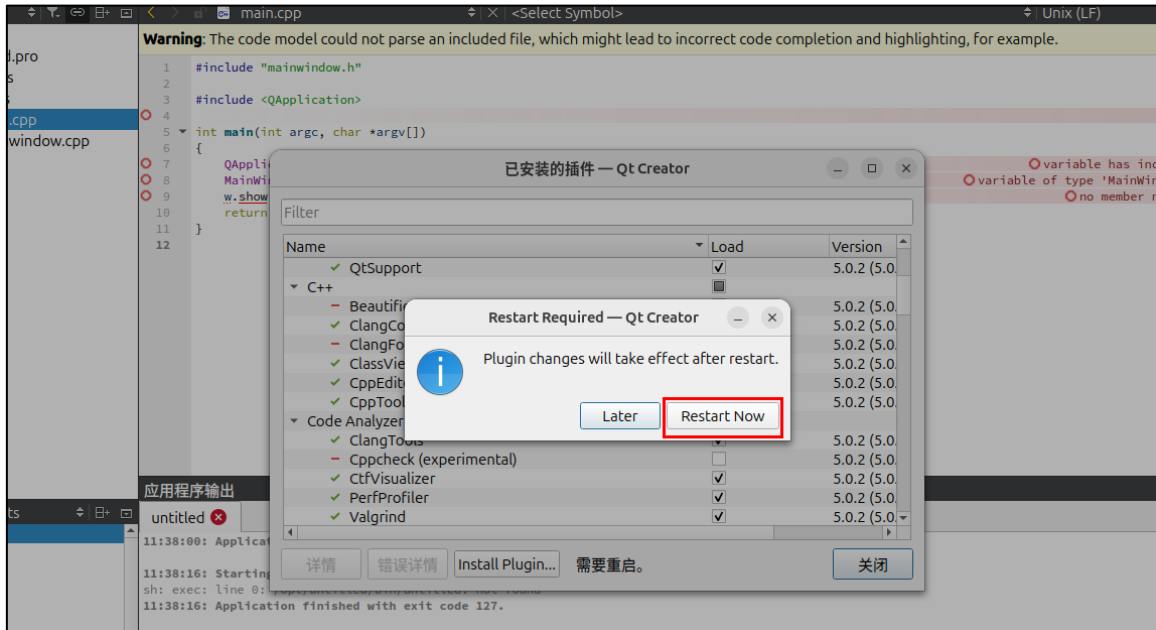 main.cpp
<Select Symbol>
Unix (LF)
Warning: The code model could not parse an included file, which might lead to incorrect code completion and highlighting, for example.
d.pro
s
.cpp
window.cpp
1 #include "mainwindow.h"
2
3 #include <QApplication>
4
5 int main(int argc, char *argv[])
6 {
7 QAppli
variable has inc
8 MainWi
variable of type 'MainWin
9 w.show
no member n
10 return
11 }
12
已安装的插件 — Qt Creator
Filter
Name Load Version
QtSupport 5.0.2 (5.0.
C++
Beautifie 5.0.2 (5.0.
ClangCo 5.0.2 (5.0.
ClangFo 5.0.2 (5.0.
ClassVie 5.0.2 (5.0.
CppEdit 5.0.2 (5.0.
CppTool 5.0.2 (5.0.
Code Analyzer
ClangTools 5.0.2 (5.0.
Cppcheck (experimental) 5.0.2 (5.0.
CtfVisualizer 5.0.2 (5.0.
PerfProfiler 5.0.2 (5.0.
Valgrind 5.0.2 (5.0.
Restart Required — Qt Creator
Plugin changes will take effect after restart.
Later
Restart Now
详情
错误详情
Install Plugin...
需要重启。
关闭
应用程序输出
ts
untitled
11:38:00: Applicat
11:38:16: Starting
sh: exec: line 0:
11:38:16: Application finished with exit code 127.